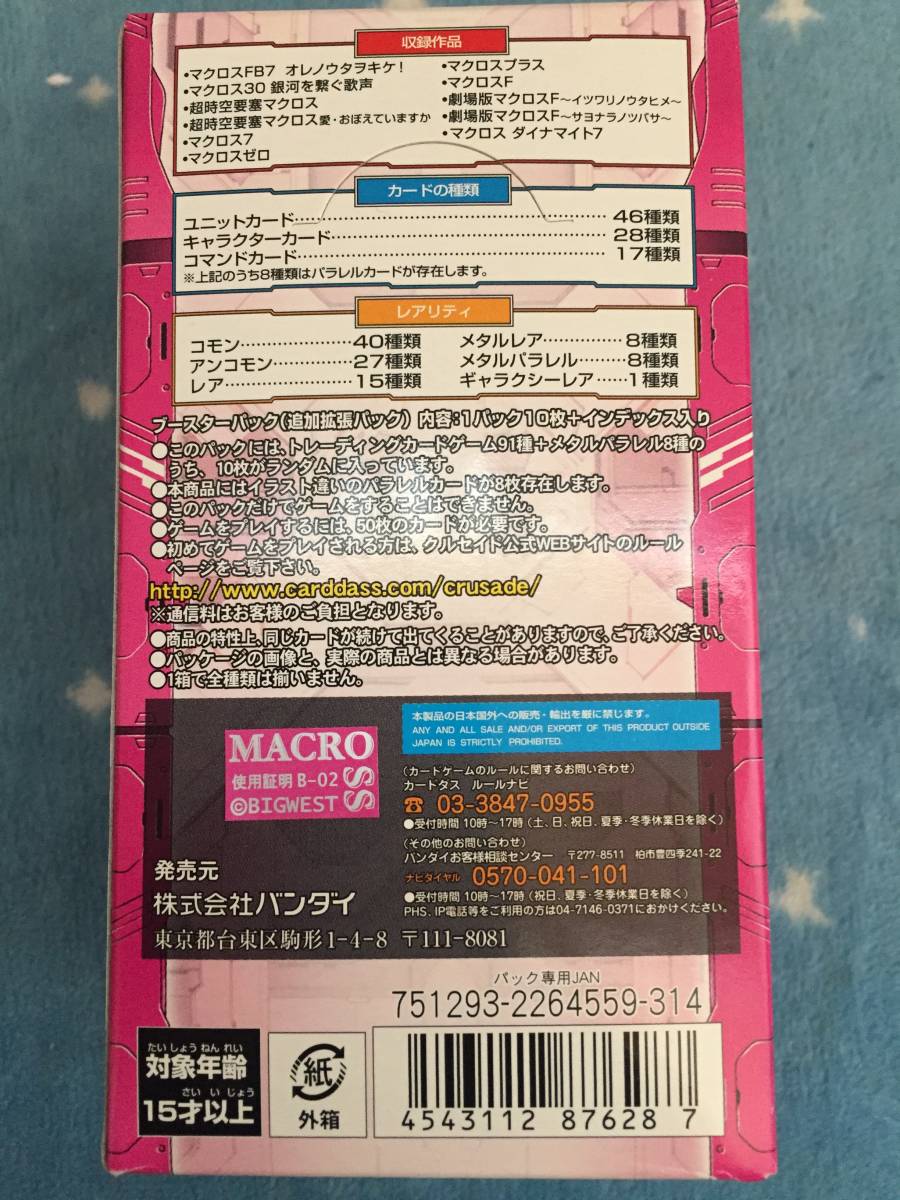 収録作品
•マクロスFB7 オレノウタヲキケ!
•マクロス30 銀河を繋ぐ歌声
•超時空要塞マクロス
•超時空要塞マクロス 愛・おぼえていますか
•マクロス7
•マクロスゼロ
•マクロスプラス
•マクロスF
•劇場版マクロスF~イツワリノウタヒメ~
•劇場版マクロスF~サヨナラノツバサ~
•マクロス ダイナマイト7
カードの種類
ユニットカード……………………………………46種類
キャラクターカード………………………………28種類
コマンドカード……………………………………17種類
※上記のうち8種類はパラレルカードが存在します。
レアリティ
コモン………………40種類
アンコモン…………27種類
レア…………………15種類
メタルレア…………8種類
メタルパラレル……8種類
ギャラクシーレア……1種類
ブースターパック(追加拡張パック) 内容:1パック10枚+インデックス入り
●このパックには、トレーディングカードゲーム91種+メタルパラレル8種の
うち、10枚がランダムに入っています。
●本商品にはイラスト違いのパラレルカードが8枚存在します。
●このパックだけでゲームをすることはできません。
●ゲームをプレイするには、50枚のカードが必要です。
●初めてゲームをプレイされる方は、クルセイド公式WEBサイトのルール
ページをご覧下さい。
http://www.carddass.com/crusade/
※通信料はお客様のご負担となります。
●商品の特性上、同じカードが続けて出てくることがありますので、ご了承ください。
●パッケージの画像と、実際の商品とは異なる場合があります。
●1箱で全種類は揃いません。
本製品の日本国外への販売・輸出を厳に禁じます。
ANY AND ALL SALE AND/OR EXPORT OF THIS PRODUCT OUTSIDE
JAPAN IS STRICTLY PROHIBITED.
MACROSS
使用証明 B-02
©BIGWEST
(カードゲームのルールに関するお問い合わせ)
カードダス ルールナビ
☎ 03-3847-0955
●受付時間 10時~17時(土、日、祝日、夏季・冬季休業日を除く)
(その他のお問い合わせ)
バンダイお客様相談センター 〒277-8511 柏市豊四季241-22
ナビダイヤル 0570-041-101
●受付時間 10時~17時(祝日、夏季・冬季休業日を除く)
PHS、IP電話等をご利用の方は04-7146-0371におかけください。
発売元
株式会社バンダイ
東京都台東区駒形1-4-8 〒111-8081
パック専用JAN
751293-2264559-314
たいしょうねんれい
対象年齢
さいいじょう
15才以上
紙
外箱
4543112 876287